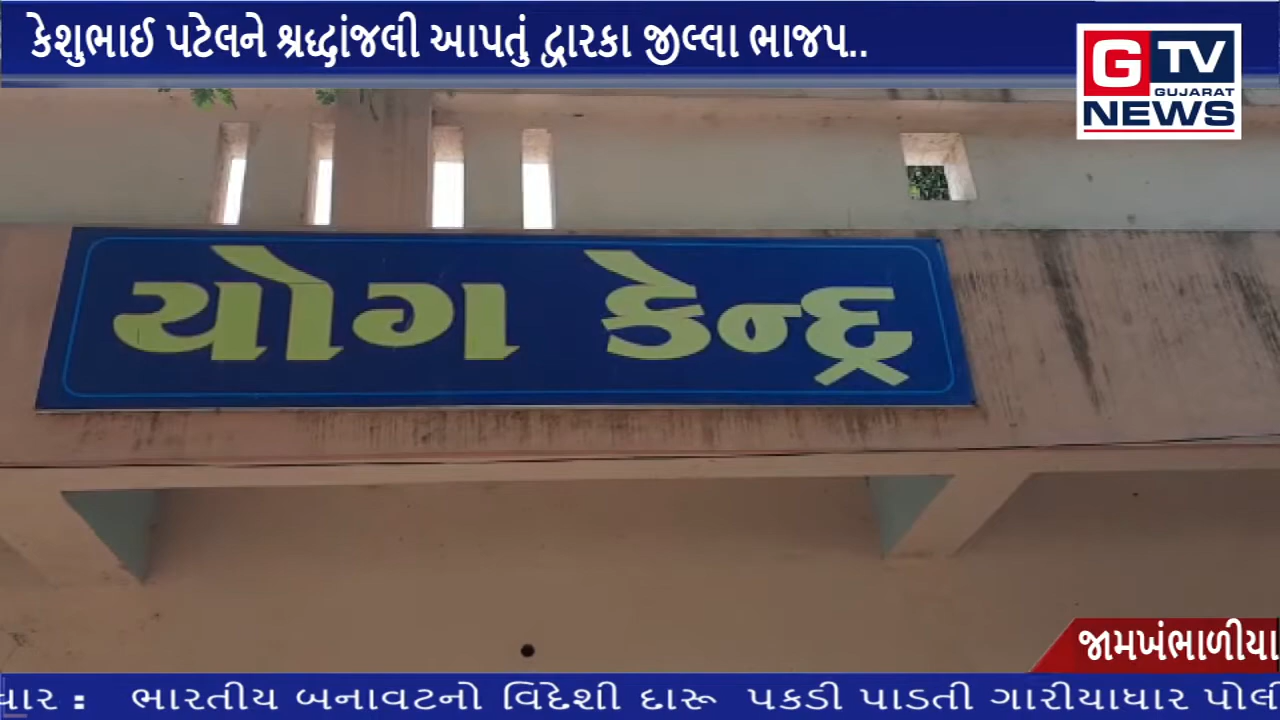 કેશુભાઈ પટેલને શ્રદ્ધાંજલી આપતું દ્વારકા જીલ્લા ભાજપ..
G TV
GUJARAT
NEWS
યોગ કેન્દ્ર
જામખંભાળીયા
ભારતીય બનાવટનો વિદેશી દારૂ પકડી પાડતી ગારીયાધાર